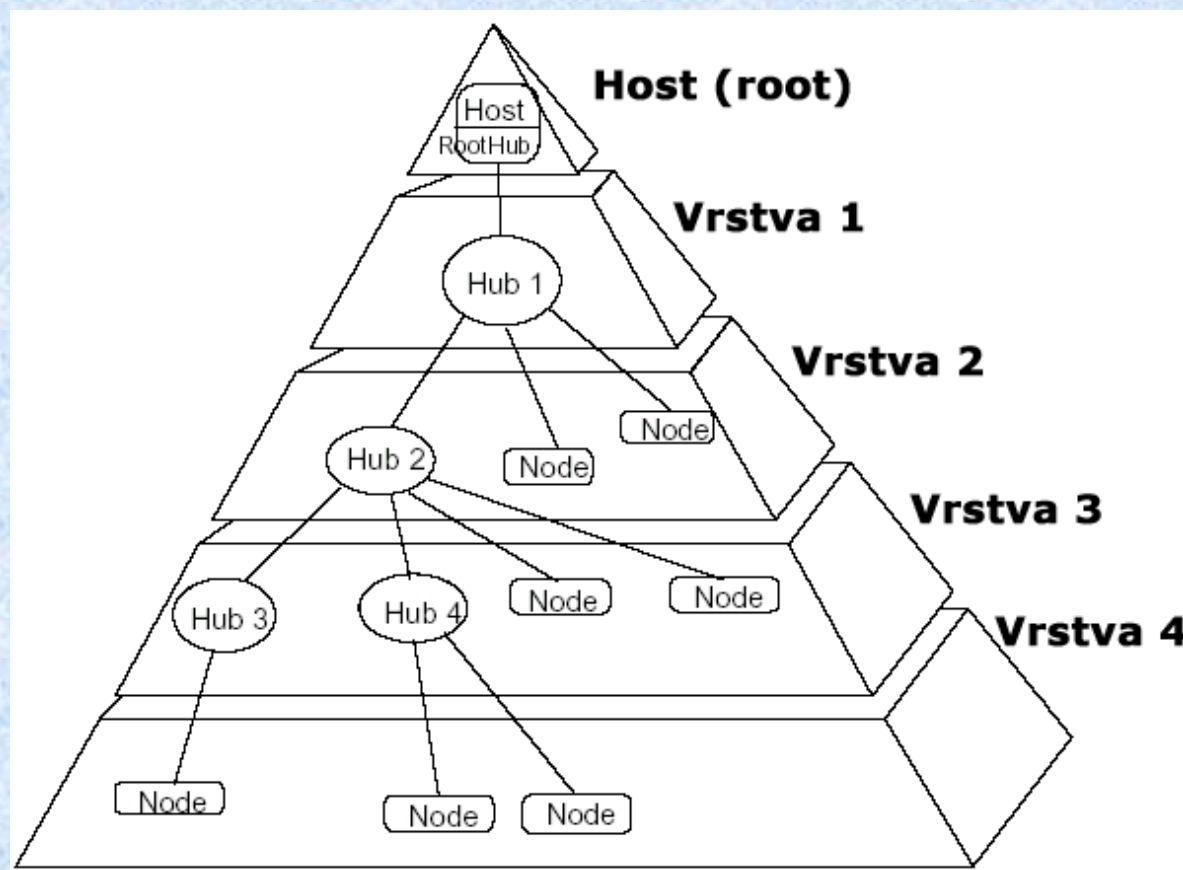 Host (root)
Host
RootHub
Vrstva 1
Hub 1
Vrstva 2
Node
Hub 2
Node
Vrstva 3
Hub 3
Hub 4
Node
Node
Vrstva 4
Node
Node
Node